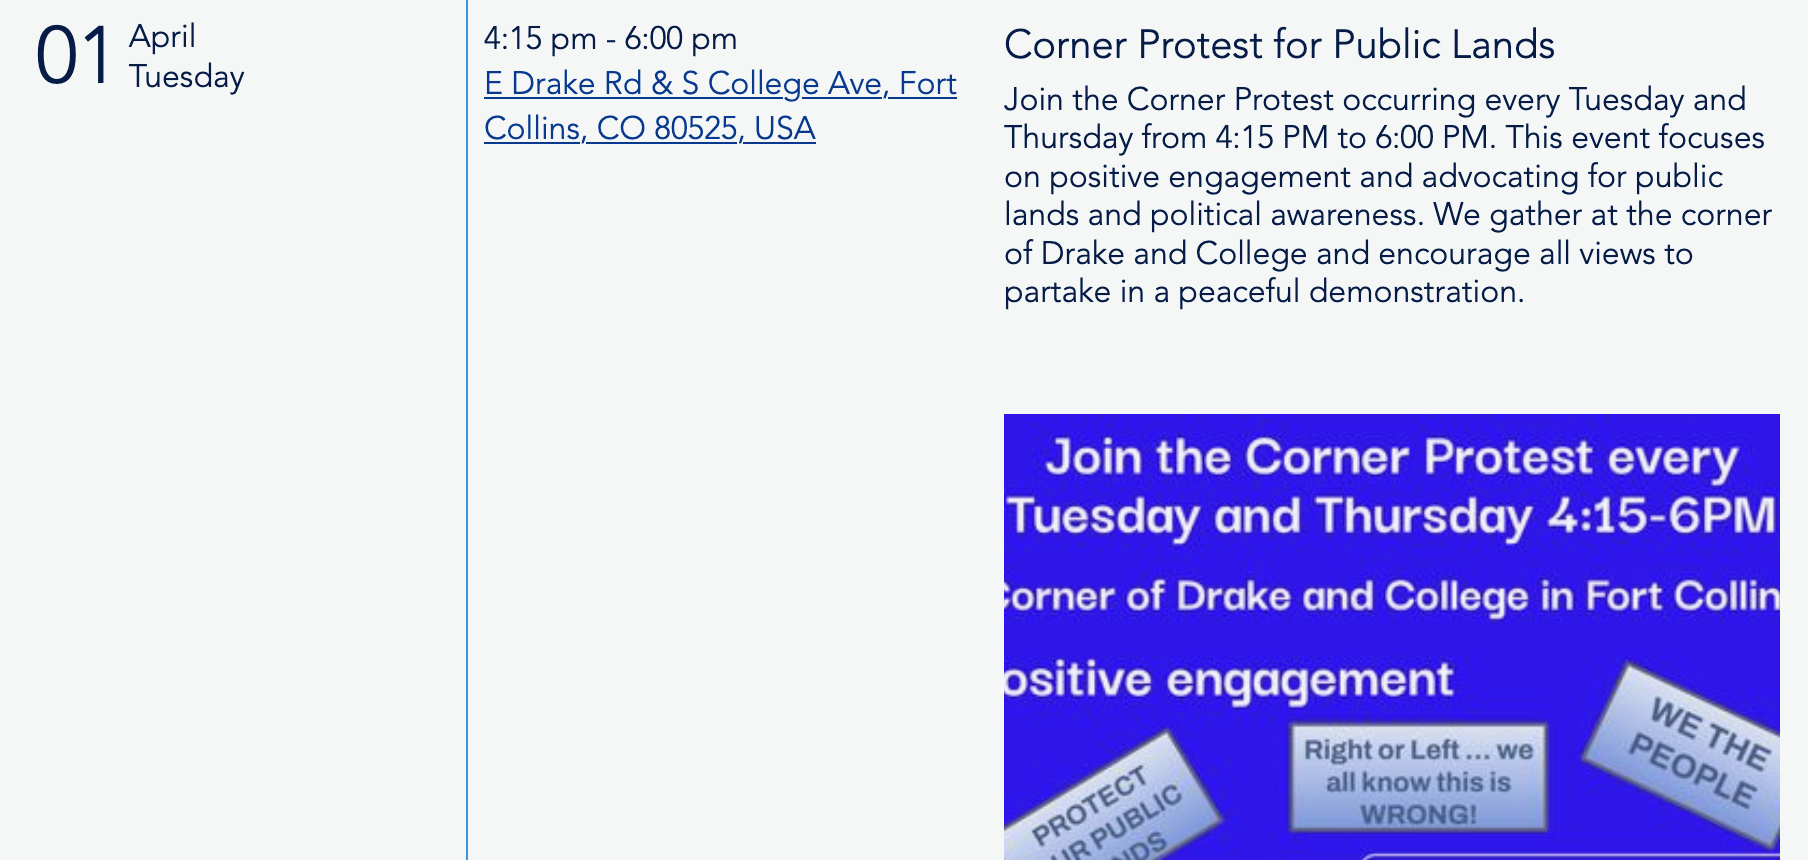 01 April
Tuesday
4:15 pm - 6:00 pm
E Drake Rd & S College Ave, Fort
Collins, CO 80525, USA
Corner Protest for Public Lands
Join the Corner Protest occurring every Tuesday and
Thursday from 4:15 PM to 6:00 PM. This event focuses
on positive engagement and advocating for public
lands and political awareness. We gather at the corner
of Drake and College and encourage all views to
partake in a peaceful demonstration.
Join the Corner Protest every
Tuesday and Thursday 4:15-6PM
orner of Drake and College in Fort Collin
ositive engagement
PROTECT
UR PUBLIC
NDS
Right or Left ... we
all know this is
WRONG!
WE THE
PEOPLE